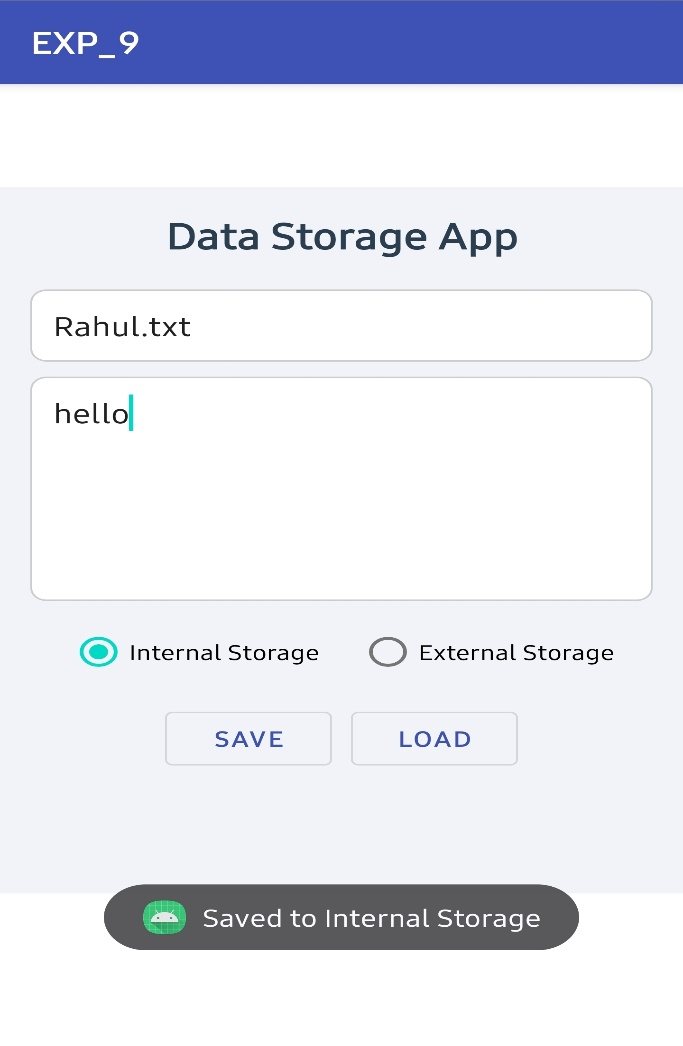 EXP_9
Data Storage App
Rahul.txt
hello
Internal Storage External Storage
SAVE LOAD
Saved to Internal Storage